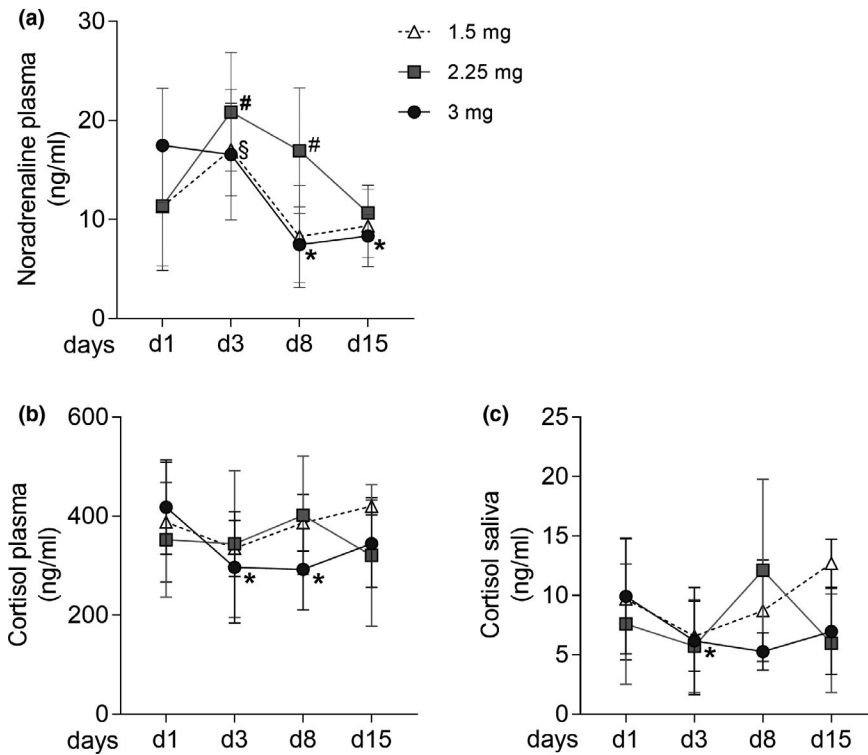 (a)
30
20
10
0
Noradrenaline plasma
(ng/ml)
#
§
#
*
*
days d1 d3 d8 d15
1.5 mg
2.25 mg
3 mg
(b)
600
400
200
0
Cortisol plasma
(ng/ml)
*
*
days d1 d3 d8 d15
(c)
25
20
15
10
5
0
Cortisol saliva
(ng/ml)
*
days d1 d3 d8 d15